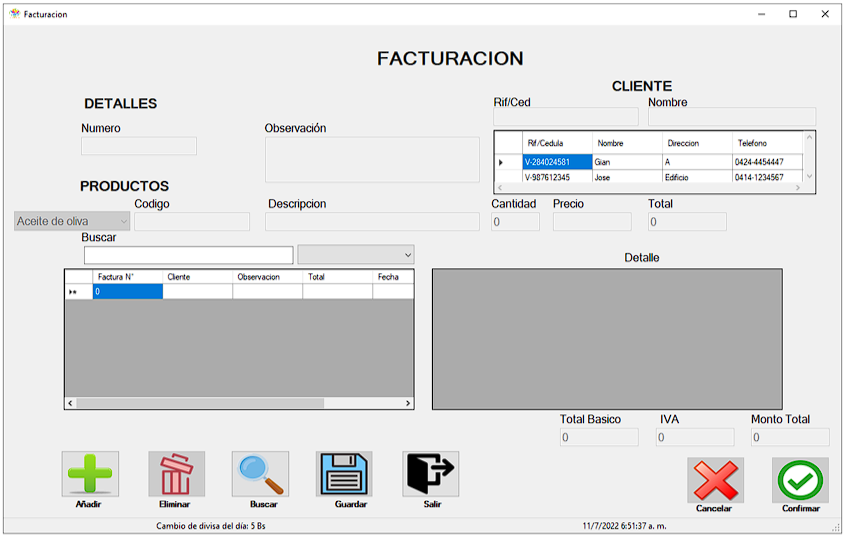 Facturacion
FACTURACION
CLIENTE
DETALLES
Rif/Ced Nombre
Numero Observación
Rif/Cedula Nombre Direccion Telefono
V-284024581 Gian A 0424-4454447
V-987612345 Jose Edificio 0414-1234567
PRODUCTOS
Codigo Descripcion Cantidad Precio Total
Aceite de oliva 0 0
Buscar
Detalle
Factura N° Cliente Observacion Total Fecha
0
Total Basico IVA Monto Total
0 0 0
Añadir Eliminar Buscar Guardar Salir Cancelar Confirmar
Cambio de divisa del día: 5 Bs 11/7/2022 6:51:37 a. m.